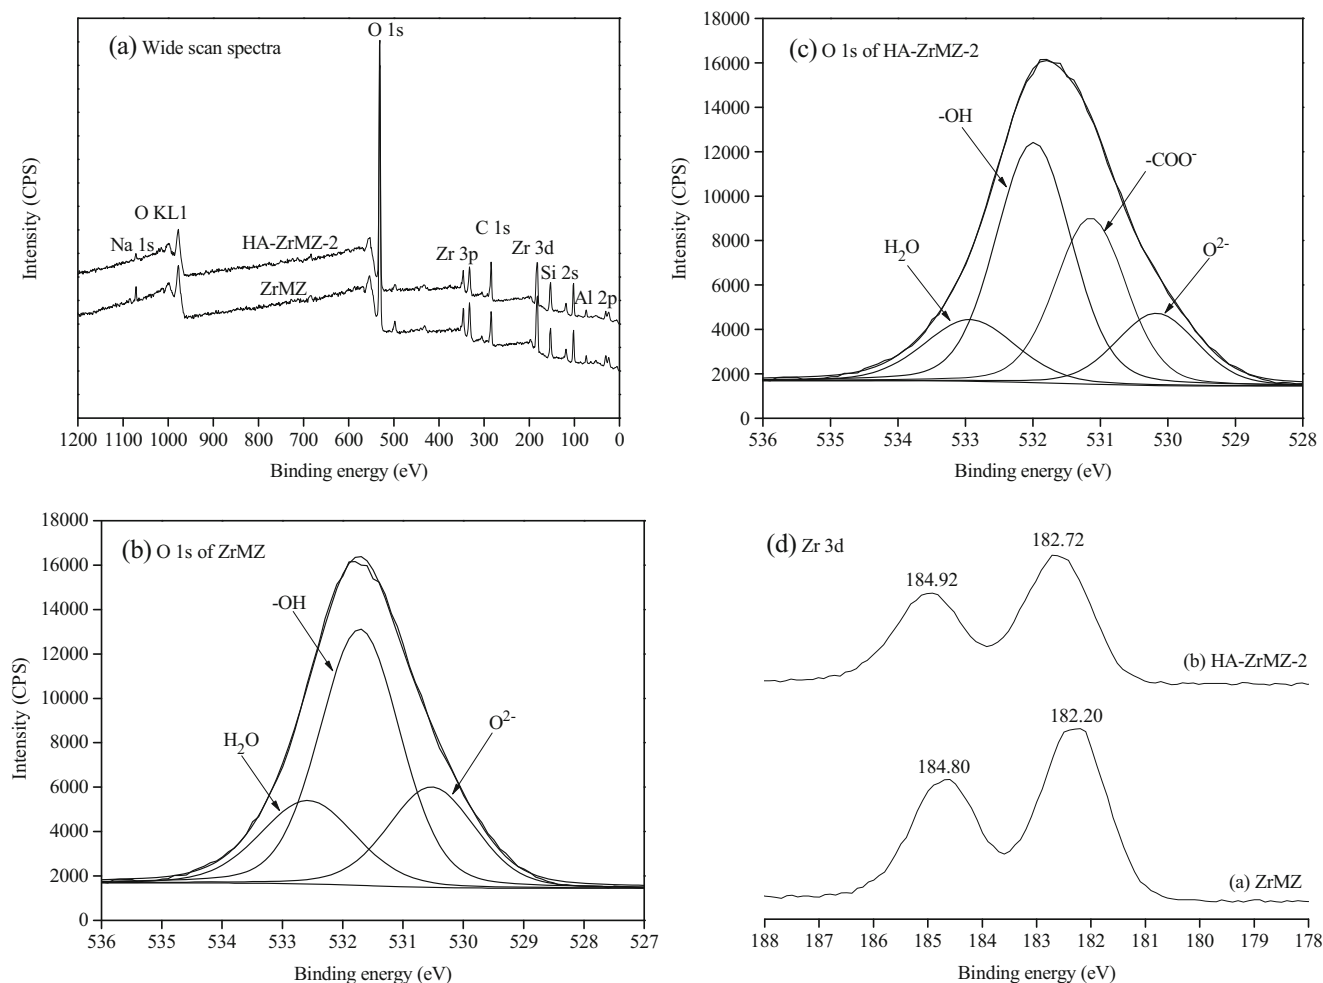 (a) Wide scan spectra
O 1s
O KL1
Na 1s
HA-ZrMZ-2
ZrMZ
Zr 3p
C 1s
Zr 3d
Si 2s
Al 2p
Intensity (CPS)
1200 1100 1000 900 800 700 600 500 400 300 200 100 0
Binding energy (eV)
(c) O 1s of HA-ZrMZ-2
18000
16000
14000
12000
10000
8000
6000
4000
2000
0
-OH
-COO⁻
H₂O
O²⁻
Intensity (CPS)
536 535 534 533 532 531 530 529 528
Binding energy (eV)
(b) O 1s of ZrMZ
18000
16000
14000
12000
10000
8000
6000
4000
2000
0
-OH
H₂O
O²⁻
Intensity (CPS)
536 535 534 533 532 531 530 529 528 527
Binding energy (eV)
(d) Zr 3d
182.72
184.92
(b) HA-ZrMZ-2
182.20
184.80
(a) ZrMZ
188 187 186 185 184 183 182 181 180 179 178
Binding energy (eV)